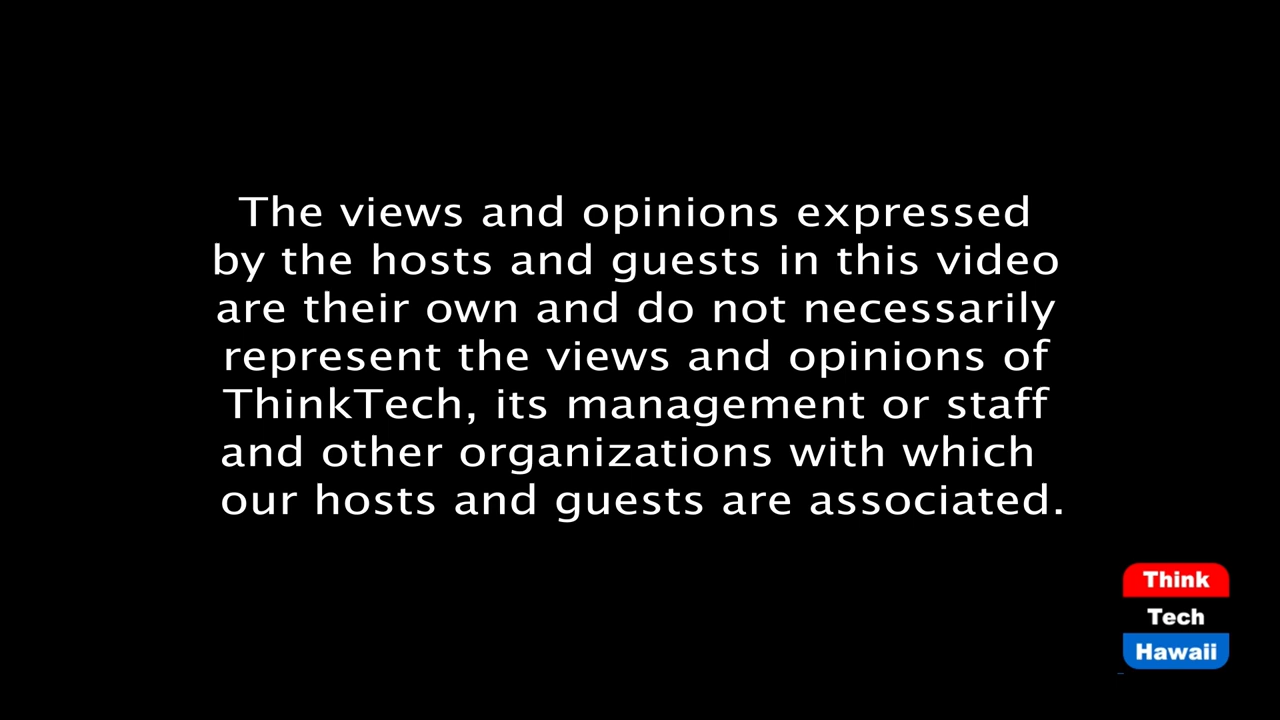 The views and opinions expressed
by the hosts and guests in this video
are their own and do not necessarily
represent the views and opinions of
ThinkTech, its management or staff
and other organizations with which
our hosts and guests are associated.
Think
Tech
Hawaii